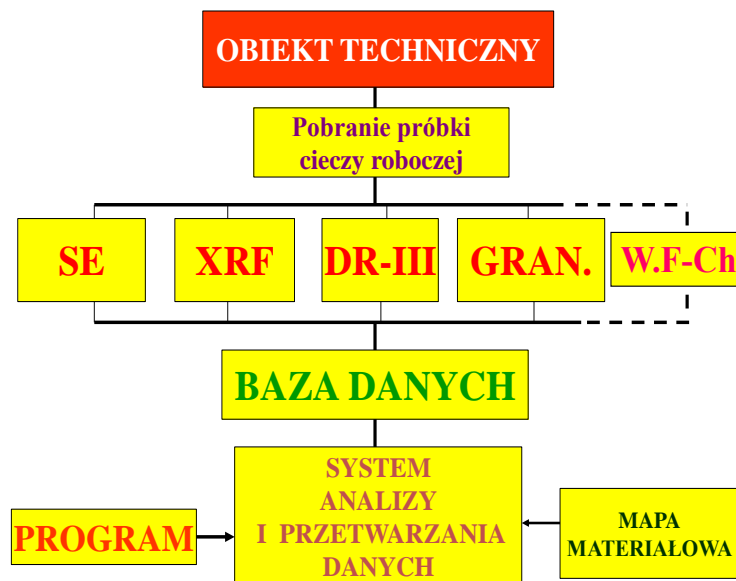 OBIEKT TECHNICZNY
Pobranie próbki
cieczy roboczej
SE
XRF
DR-III
GRAN.
W.F-Ch
BAZA DANYCH
SYSTEM
ANALIZY
I PRZETWARZANIA
DANYCH
PROGRAM
MAPA
MATERIAŁOWA